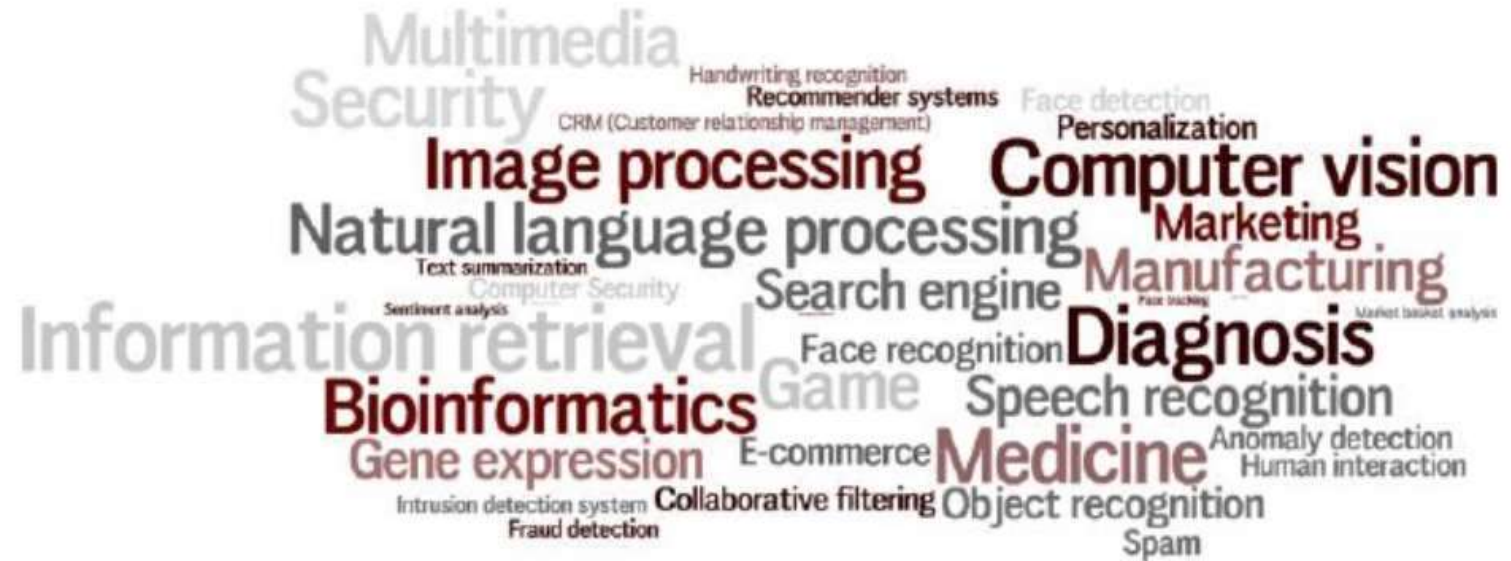 Multimedia
Handwriting recognition
Security
Recommender systems
Face detection
CRM (Customer relationship management)
Personalization
Image processing
Computer vision
Natural language processing
Marketing
Text summarization
Manufacturing
Computer Security
Search engine
Face tracking
Sentiment analysis
Market basket analysis
Information retrieval
Face recognition
Diagnosis
Game
Speech recognition
Bioinformatics
Anomaly detection
Gene expression
E-commerce
Medicine
Human interaction
Intrusion detection system
Collaborative filtering
Object recognition
Fraud detection
Spam